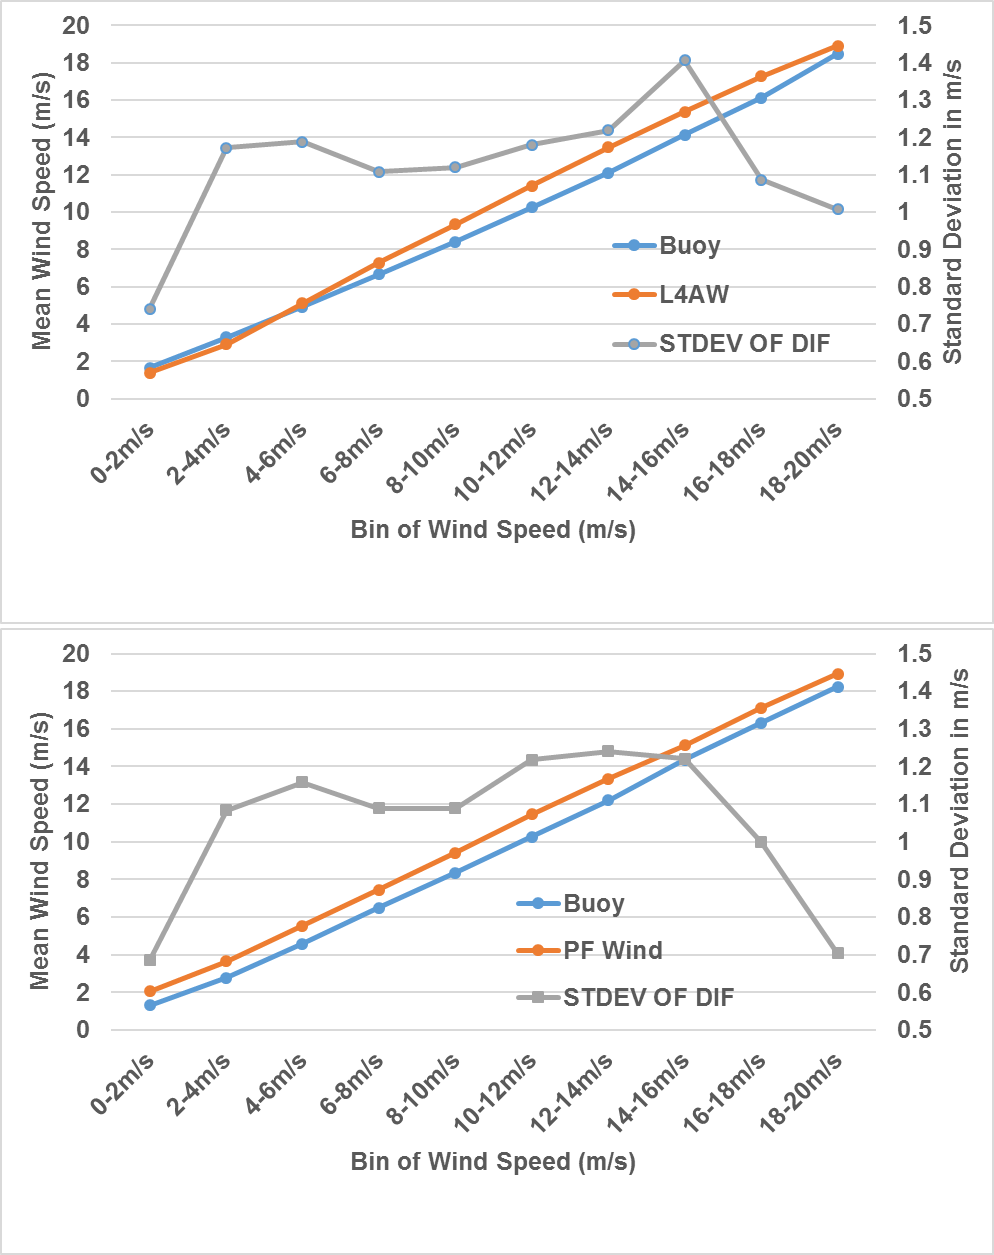 20
18
16
14
12
10
8
6
4
2
0
Mean Wind Speed (m/s)
1.5
1.4
1.3
1.2
1.1
1
0.9
0.8
0.7
0.6
0.5
Standard Deviation in m/s
Buoy
L4AW
STDEV OF DIF
0-2m/s
2-4m/s
4-6m/s
6-8m/s
8-10m/s
10-12m/s
12-14m/s
14-16m/s
16-18m/s
18-20m/s
Bin of Wind Speed (m/s)
20
18
16
14
12
10
8
6
4
2
0
Mean Wind Speed (m/s)
1.5
1.4
1.3
1.2
1.1
1
0.9
0.8
0.7
0.6
0.5
Standard Deviation in m/s
Buoy
PF Wind
STDEV OF DIF
0-2m/s
2-4m/s
4-6m/s
6-8m/s
8-10m/s
10-12m/s
12-14m/s
14-16m/s
16-18m/s
18-20m/s
Bin of Wind Speed (m/s)